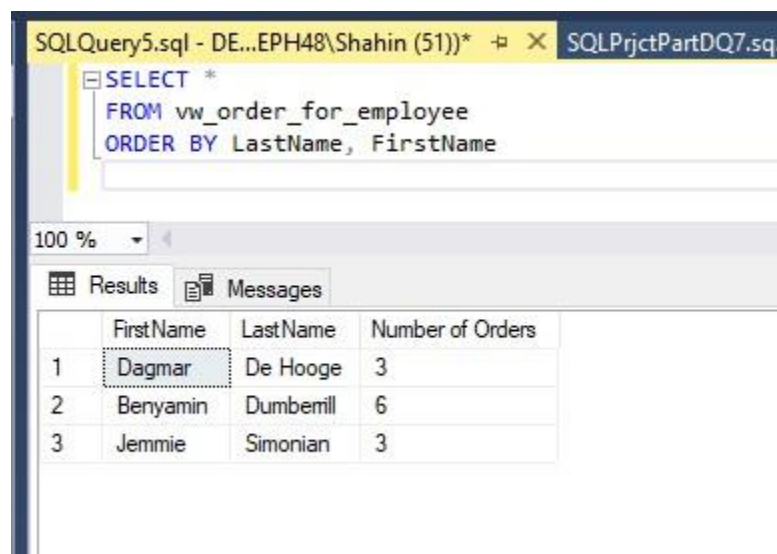 SQLQuery5.sql - DE...EPH48\Shahin (51))* SQLPrjctPartDQ7.sq
SELECT *
FROM vw_order_for_employee
ORDER BY LastName, FirstName
100 %
Results Messages
FirstName LastName Number of Orders
1 Dagmar De Hooge 3
2 Benyamin Dumberrill 6
3 Jemmie Simonian 3